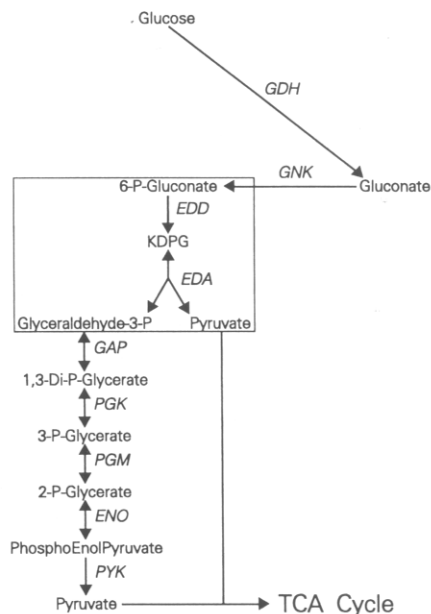 Glucose
GDH
6-P-Gluconate
GNK
Gluconate
EDD
KDPG
EDA
Glyceraldehyde-3-P
Pyruvate
GAP
1,3-Di-P-Glycerate
PGK
3-P-Glycerate
PGM
2-P-Glycerate
ENO
PhosphoEnolPyruvate
PYK
Pyruvate
TCA Cycle